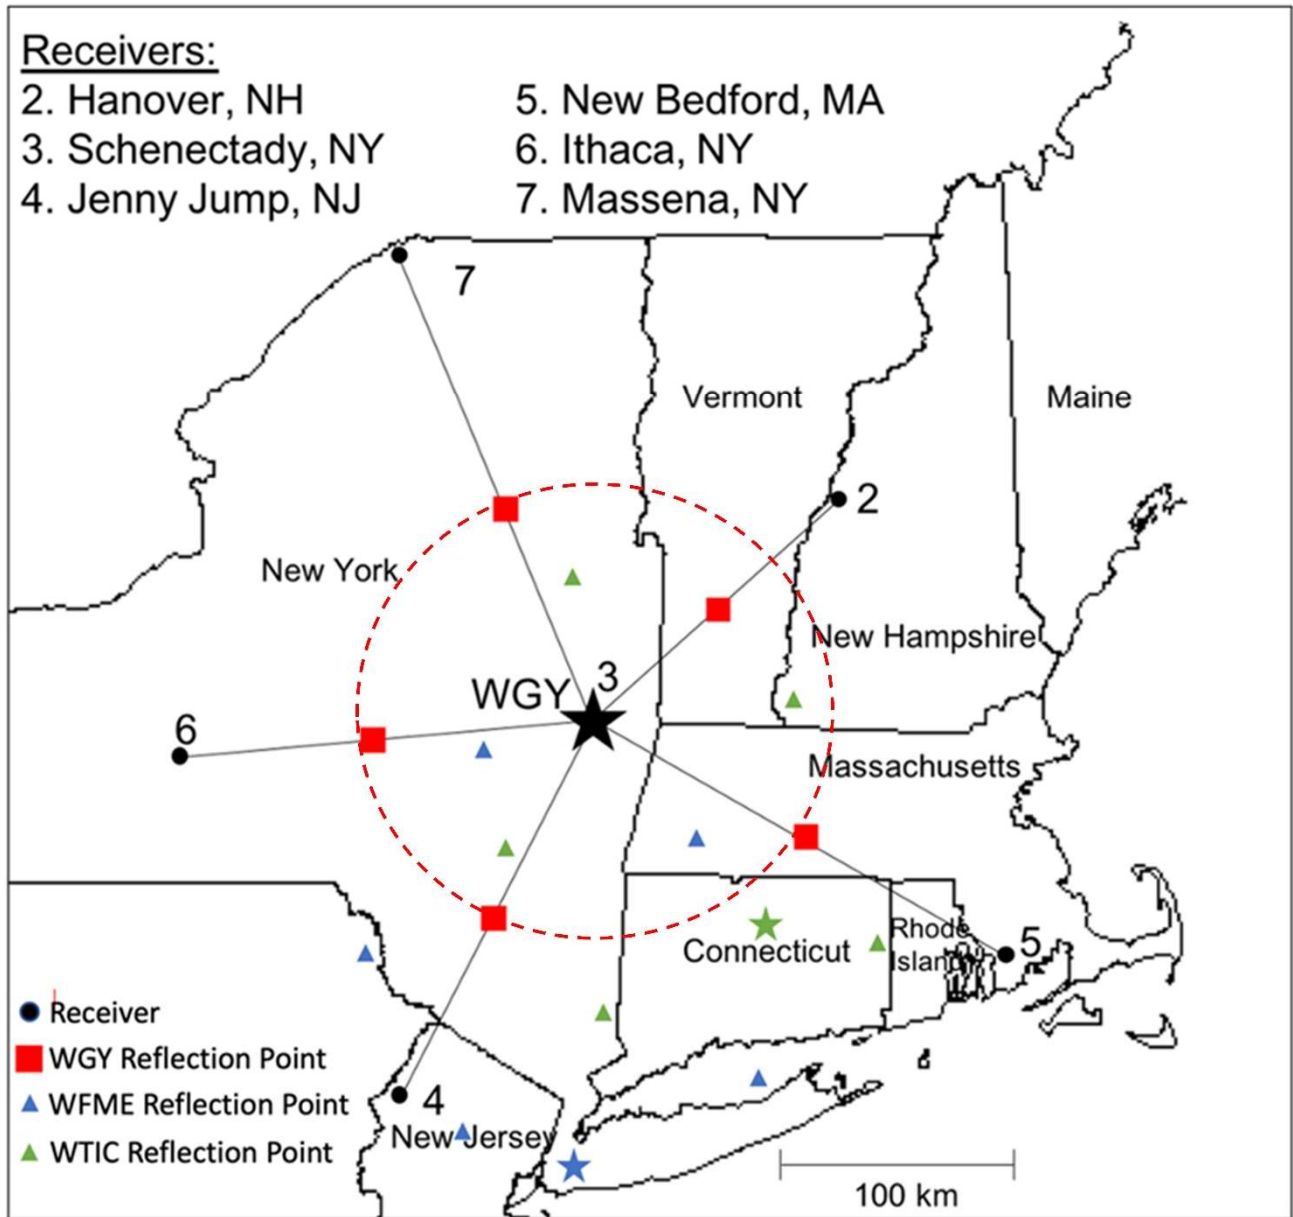 Receivers:
2. Hanover, NH
5. New Bedford, MA
3. Schenectady, NY
6. Ithaca, NY
4. Jenny Jump, NJ
7. Massena, NY
7
Vermont
Maine
2
New York
New Hampshire
3
WGY
6
Massachusetts
Rhode
Island
Connecticut
5
Receiver
WGY Reflection Point
WFME Reflection Point
WTIC Reflection Point
4
New Jersey
100 km